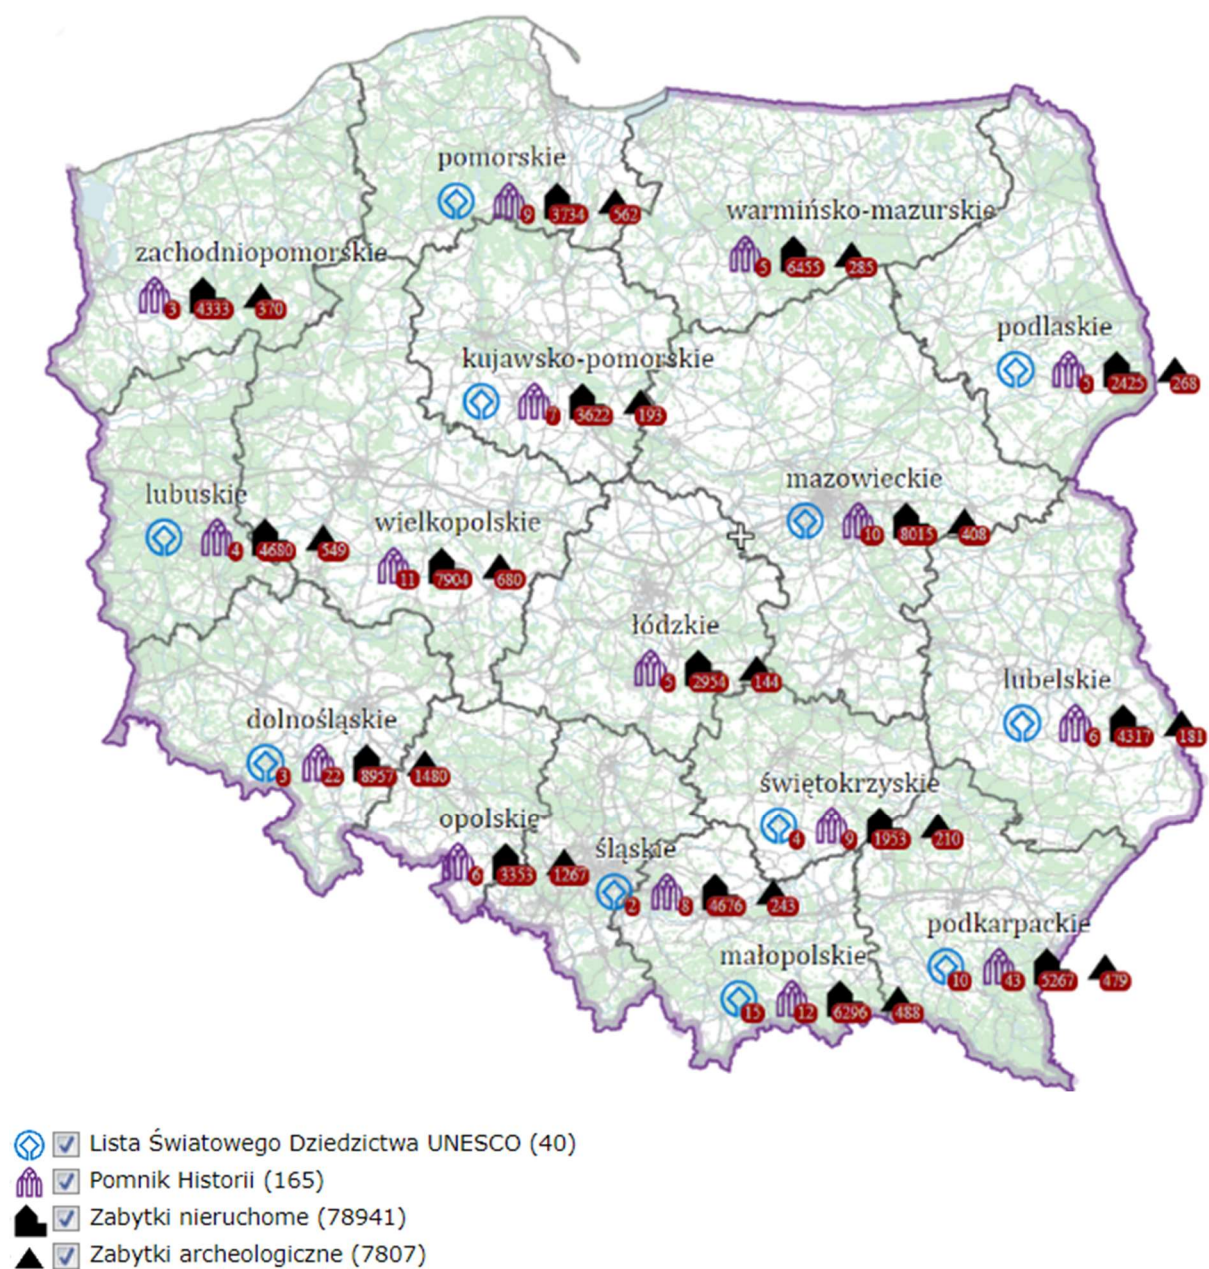 pomorskie
9 3734 562
warmińsko-mazurskie
5 6455 285
zachodniopomorskie
3 4333 370
podlaskie
5 2425 268
kujawsko-pomorskie
7 3622 193
mazowieckie
10 8015 408
lubuskie
4 4680 549
wielkopolskie
11 7904 680
łódzkie
5 2954 144
lubelskie
6 4317 181
dolnośląskie
3 22 8957 1480
świętokrzyskie
4 9 1953 210
opolskie
6 3353 1267
śląskie
2 8 4676 243
podkarpackie
10 43 5267 479
małopolskie
15 12 6296 488
Lista Światowego Dziedzictwa UNESCO (40)
Pomnik Historii (165)
Zabytki nieruchome (78941)
Zabytki archeologiczne (7807)